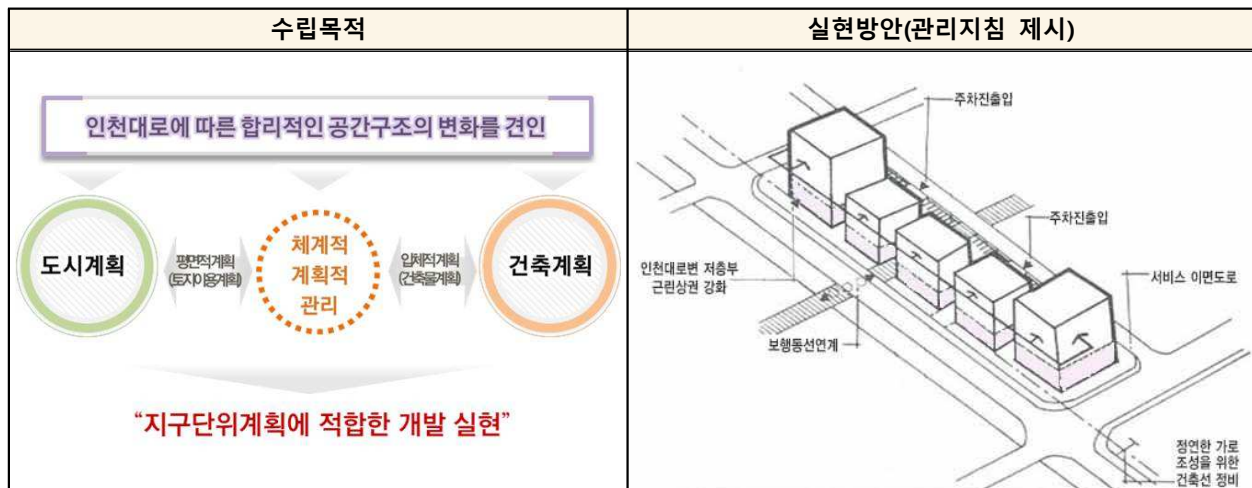 수립목적
실현방안(관리지침 제시)
인천대로에 따른 합리적인 공간구조의 변화를 견인
도시계획
평면적계획
(토지이용계획)
체계적
계획적
관리
입체적계획
(건축물계획)
건축계획
“지구단위계획에 적합한 개발 실현”
주차진출입
주차진출입
인천대로변 저층부
근린상권 강화
서비스 이면도로
보행동선연계
정연한 가로
조성을 위한
건축선 정비